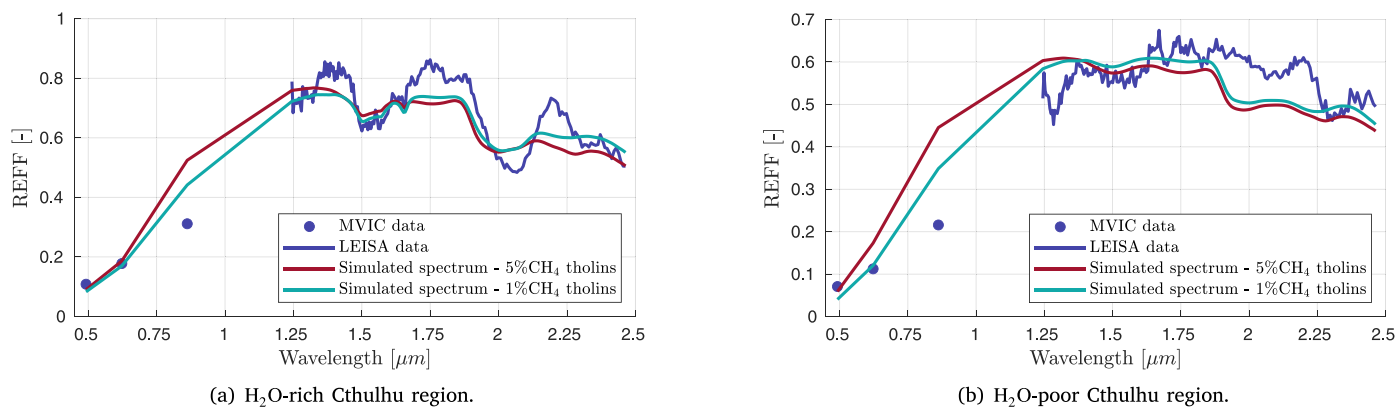 1
0.8
0.6
0.4
0.2
0
REFF [-]
0.5
0.75
1
1.25
1.5
1.75
2
2.25
2.5
Wavelength [μm]
MVIC data
LEISA data
Simulated spectrum - 5%CH₄ tholins
Simulated spectrum - 1%CH₄ tholins
(a) H₂O-rich Cthulhu region.
0.7
0.6
0.5
0.4
0.3
0.2
0.1
0
REFF [-]
0.5
0.75
1
1.25
1.5
1.75
2
2.25
2.5
Wavelength [μm]
MVIC data
LEISA data
Simulated spectrum - 5%CH₄ tholins
Simulated spectrum - 1%CH₄ tholins
(b) H₂O-poor Cthulhu region.